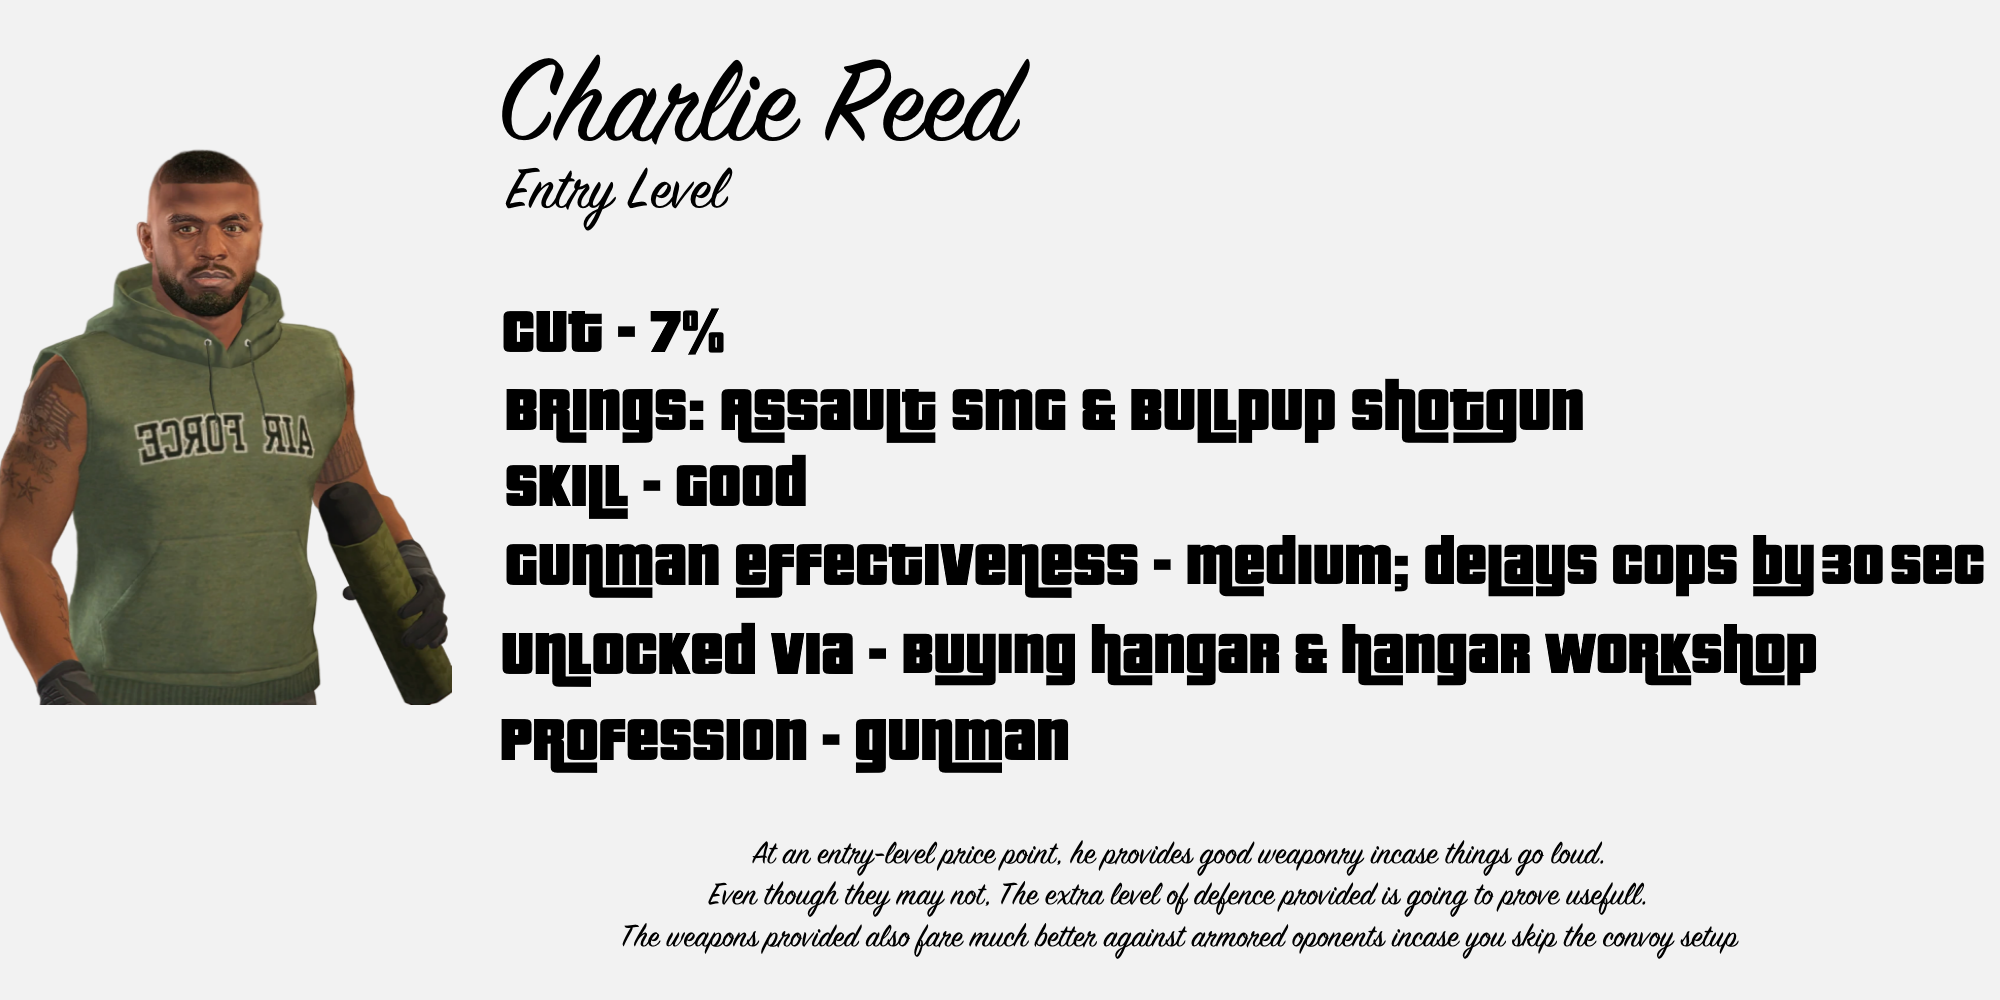 Charlie Reed
Entry Level
AIR FORCE
Cut - 7%
Brings: Assault SMG & Bullpup Shotgun
Skill - Good
Gunman effectiveness - medium; delays cops by 30 sec
Unlocked via - Buying hangar & hangar workshop
Profession - gunman
At an entry-level price point, he provides good weaponry incase things go loud.
Even though they may not, The extra level of defence provided is going to prove usefull.
The weapons provided also fare much better against armored oponents incase you skip the convoy setup